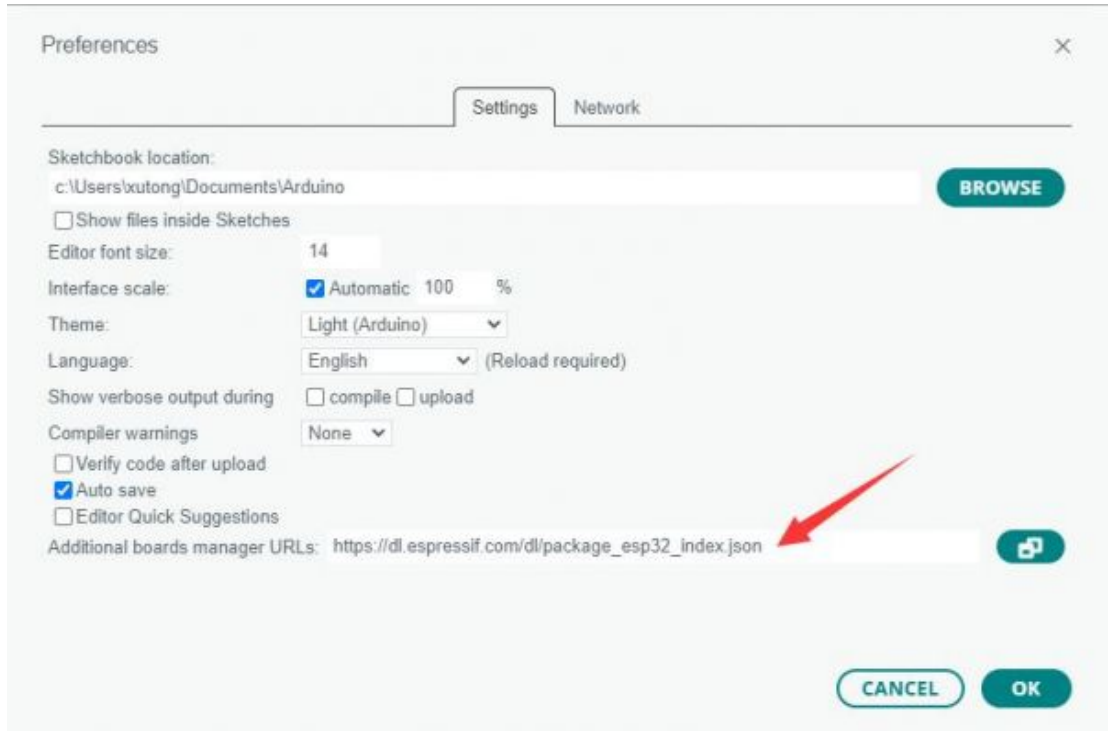 Preferences
Settings Network
Sketchbook location:
c:\Users\xutong\Documents\Arduino
BROWSE
Show files inside Sketches
Editor font size: 14
Interface scale: Automatic 100 %
Theme: Light (Arduino)
Language: English (Reload required)
Show verbose output during compile upload
Compiler warnings None
Verify code after upload
Auto save
Editor Quick Suggestions
Additional boards manager URLs: https://dl.espressif.com/dl/package_esp32_index.json
CANCEL OK